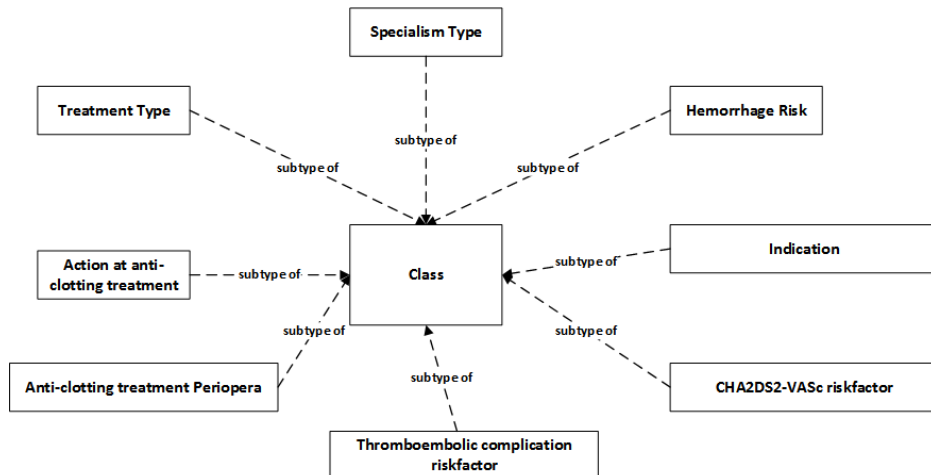 Specialism Type
Treatment Type
Hemorrhage Risk
subtype of
subtype of
subtype of
Action at anti-
clotting treatment
subtype of
Class
subtype of
Indication
subtype of
subtype of
Anti-clotting treatment Periopera
subtype of
CHA2DS2-VASc riskfactor
Thromboembolic complication
riskfactor